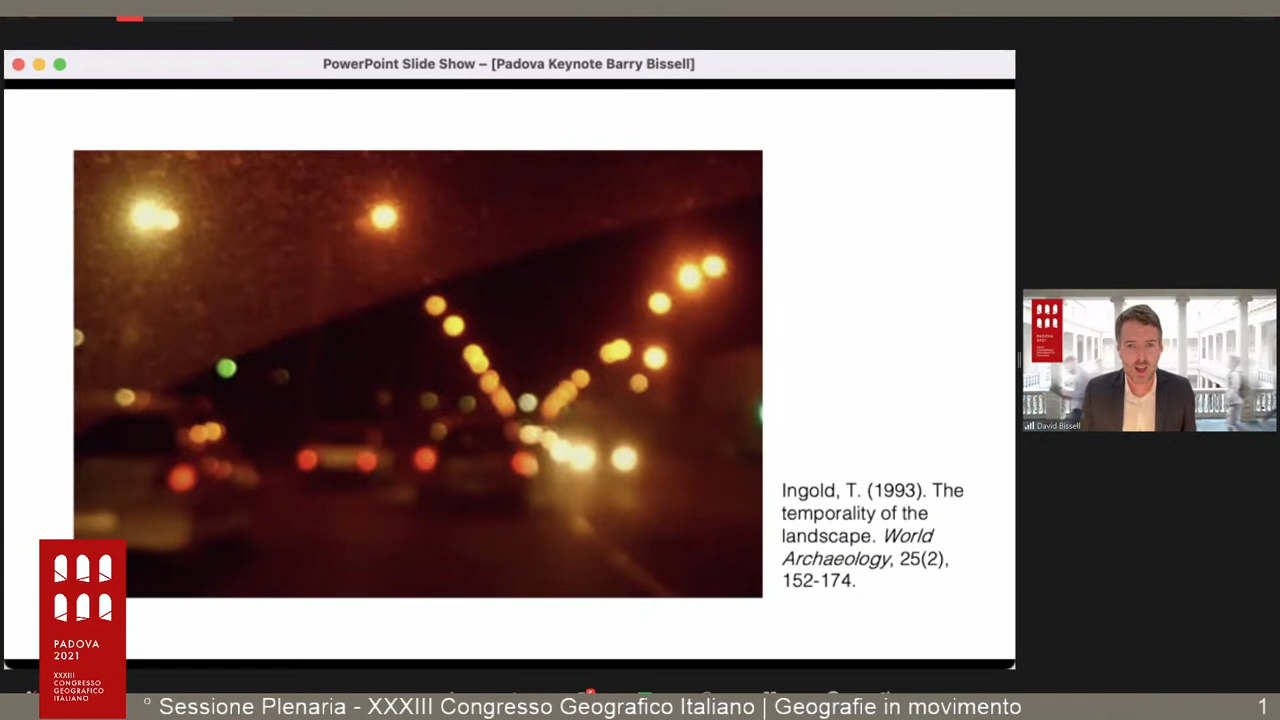 PowerPoint Slide Show – [Padova Keynote Barry Bissell]
Ingold, T. (1993). The
temporality of the
landscape. World
Archaeology, 25(2),
152-174.
PADOVA
2021
David Bissell
PADOVA
2021
XXXIII
CONGRESSO
GEOGRAFICO
ITALIANO
° Sessione Plenaria - XXXIII Congresso Geografico Italiano | Geografie in movimento
1